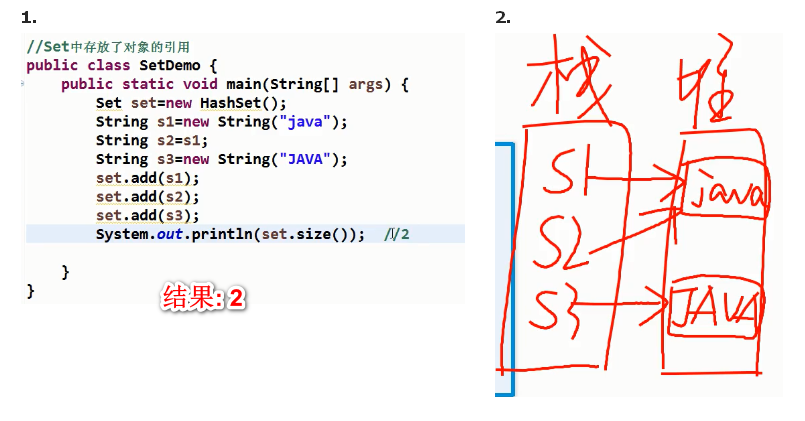 1.
//Set中存放了对象的引用
public class SetDemo {
public static void main(String[] args) {
Set set=new HashSet();
String s1=new String("java");
String s2=s1;
String s3=new String("JAVA");
set.add(s1);
set.add(s2);
set.add(s3);
System.out.println(set.size()); //2
}
}
结果: 2
2.
栈 堆
S1 java
S2
S3 JAVA